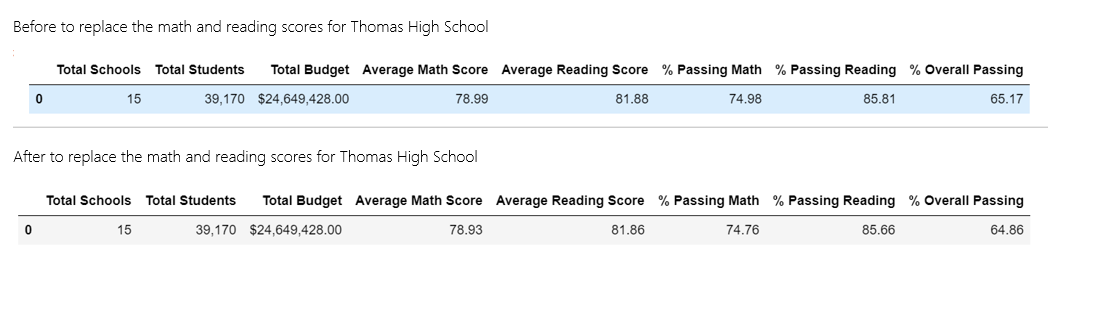 Before to replace the math and reading scores for Thomas High School
Total Schools Total Students Total Budget Average Math Score Average Reading Score % Passing Math % Passing Reading % Overall Passing
0 15 39,170 $24,649,428.00 78.99 81.88 74.98 85.81 65.17
After to replace the math and reading scores for Thomas High School
Total Schools Total Students Total Budget Average Math Score Average Reading Score % Passing Math % Passing Reading % Overall Passing
0 15 39,170 $24,649,428.00 78.93 81.86 74.76 85.66 64.86